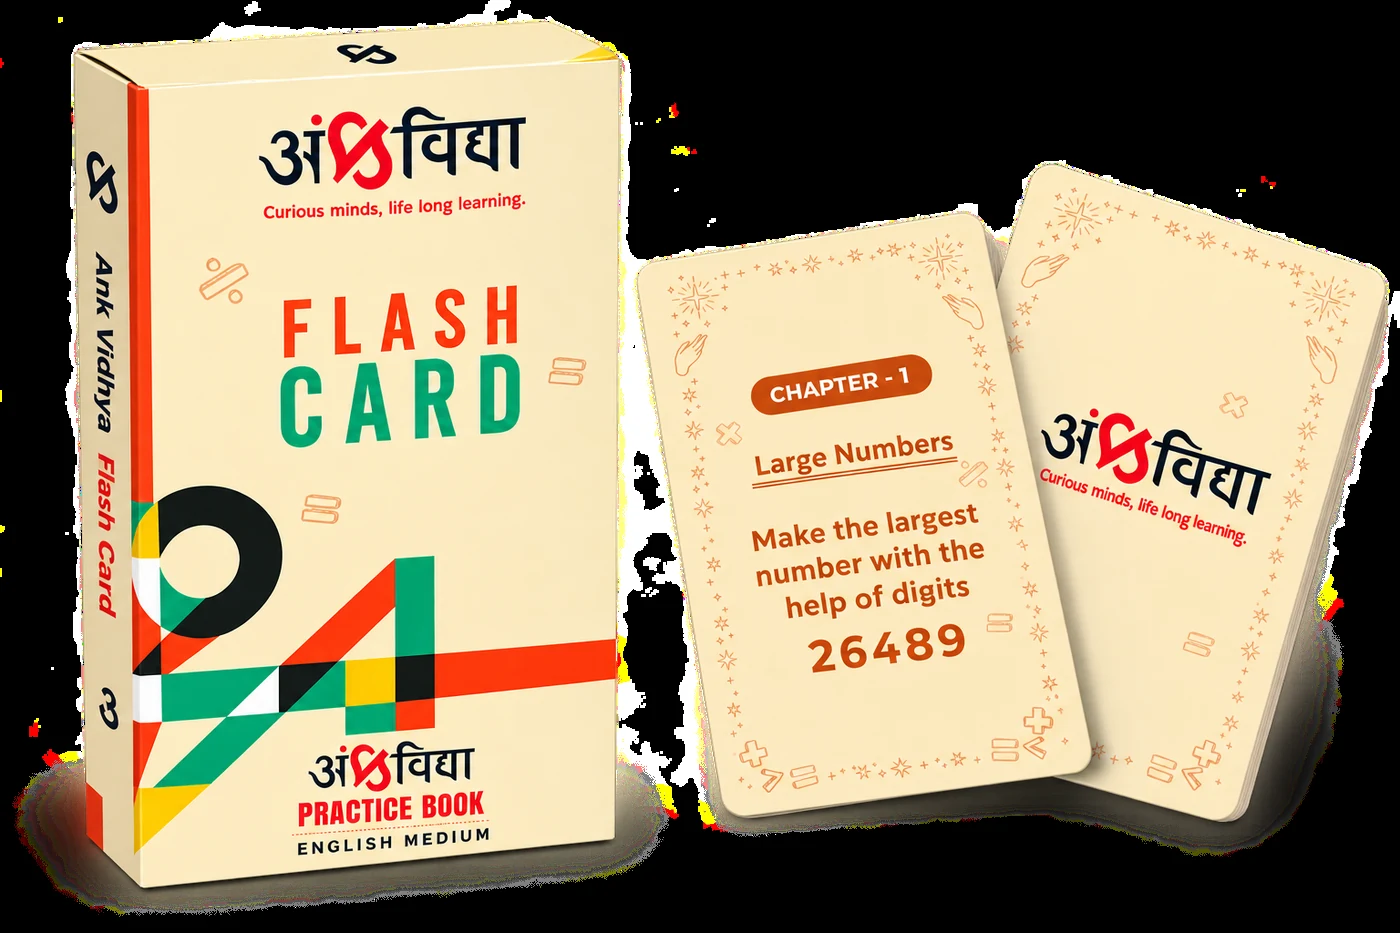 अंकविद्या
Curious minds, life long learning.
FLASH
CARD
अंकविद्या
PRACTICE BOOK
ENGLISH MEDIUM
Ank Vidhya Flash Card 3
CHAPTER - 1
Large Numbers
Make the largest
number with the
help of digits
26489
अंकविद्या
Curious minds, life long learning.